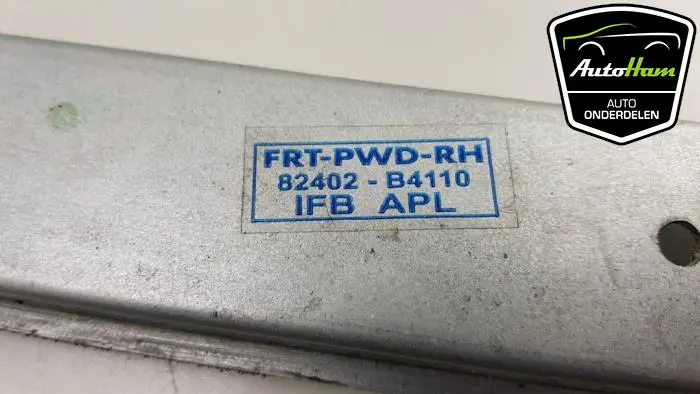 FRT-PWD-RH
82402 - B4110
IFB APL
AutoHam
AUTO
ONDERDELEN